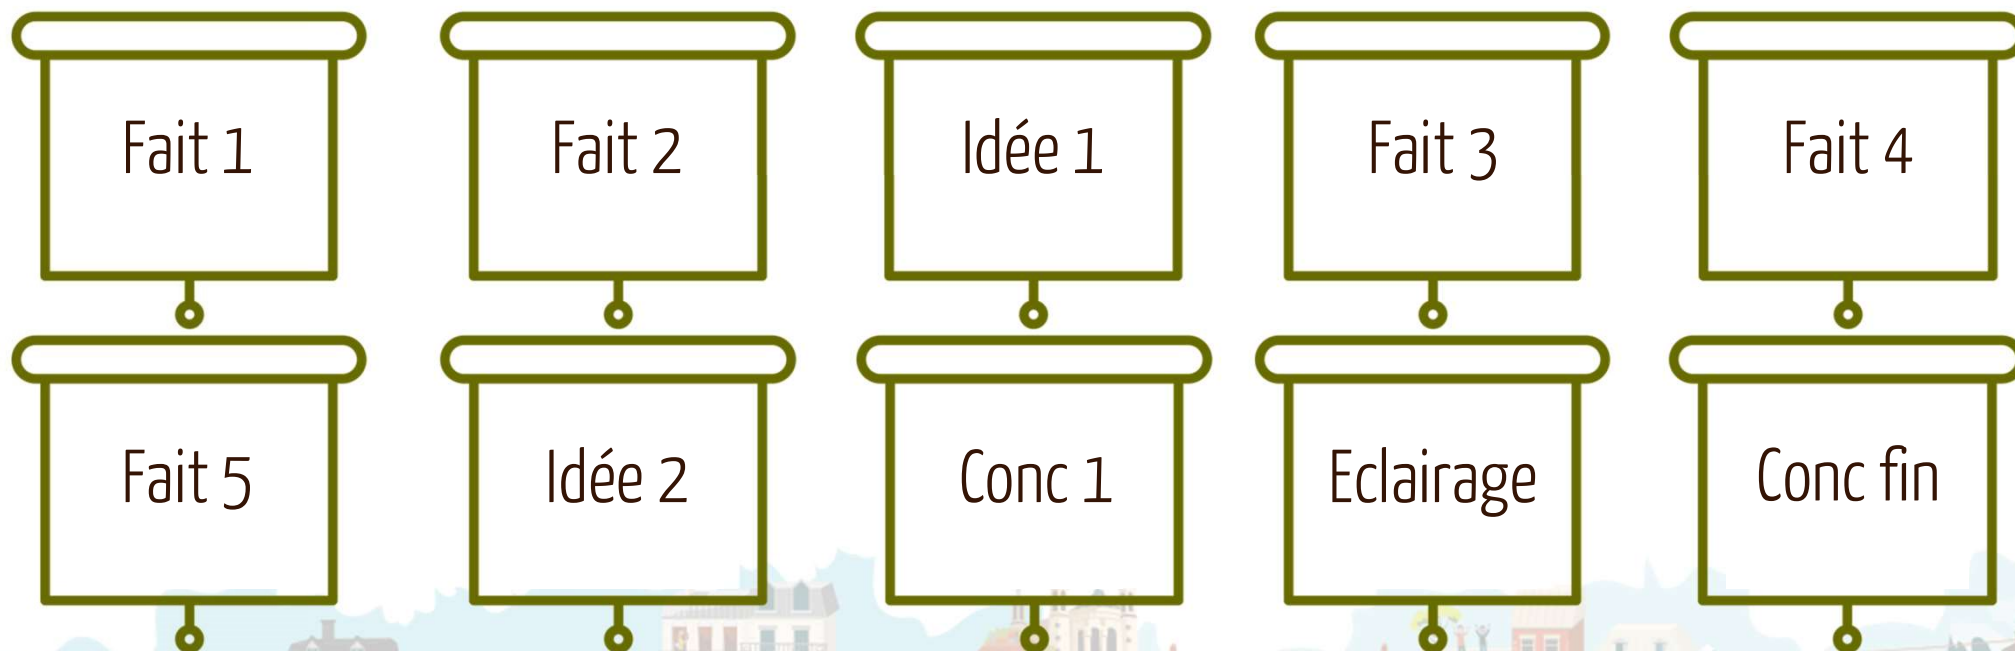 Fait 1
Fait 2
Idée 1
Fait 3
Fait 4
Fait 5
Idée 2
Conc 1
Eclairage
Conc fin